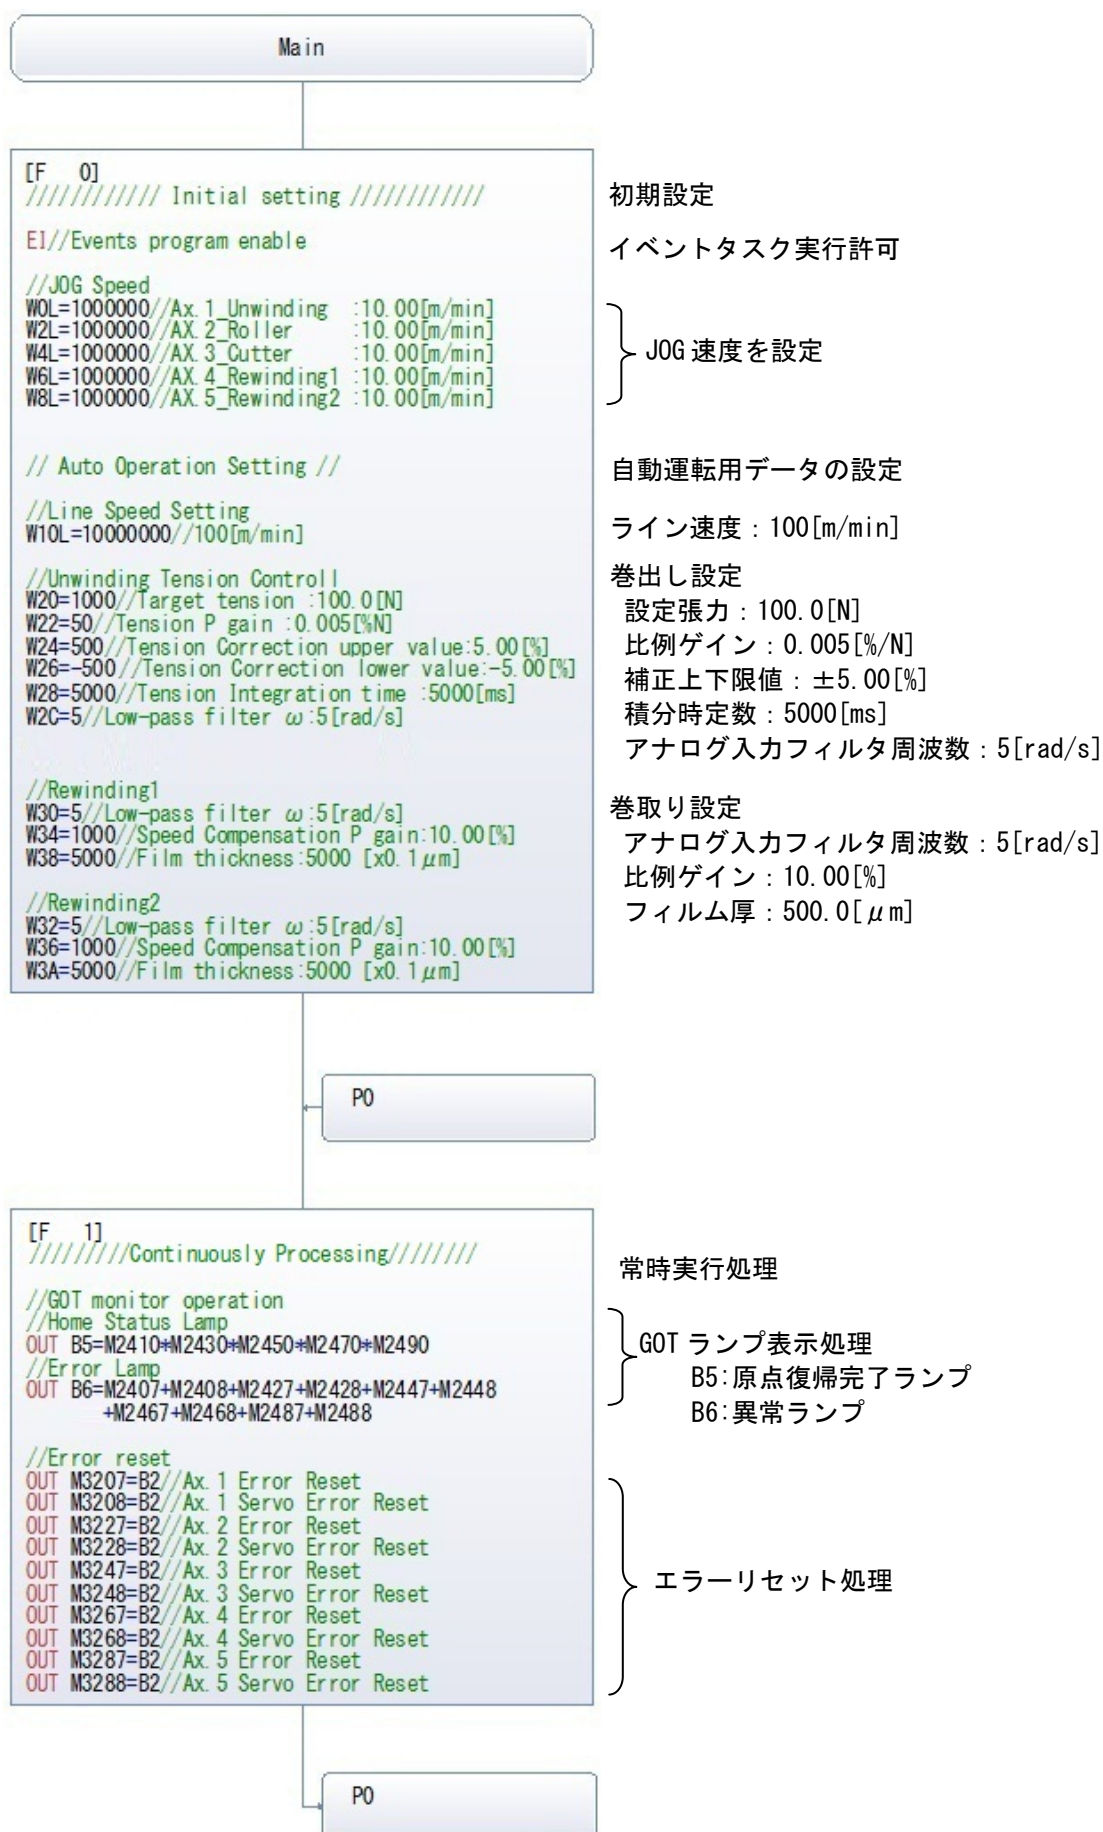 Main
[F 0]
//////////// Initial setting ////////////
初期設定
EI//Events program enable
イベントタスク実行許可
//JOG Speed
W0L=1000000//Ax.1_Unwinding :10.00[m/min]
W2L=1000000//AX.2_Roller :10.00[m/min]
W4L=1000000//AX.3_Cutter :10.00[m/min]
W6L=1000000//AX.4_Rewinding1 :10.00[m/min]
W8L=1000000//AX.5_Rewinding2 :10.00[m/min]
JOG 速度を設定
// Auto Operation Setting //
自動運転用データの設定
//Line Speed Setting
W10L=10000000//100[m/min]
ライン速度：100[m/min]
//Unwinding Tension Controll
W20=1000//Target tension :100.0[N]
W22=50//Tension P gain :0.005[%N]
W24=500//Tension Correction upper value:5.00[%]
W26=-500//Tension Correction lower value:-5.00[%]
W28=5000//Tension Integration time :5000[ms]
W2C=5//Low-pass filter ω:5[rad/s]
巻出し設定
設定張力：100.0[N]
比例ゲイン：0.005[%/N]
補正上下限値：±5.00[%]
積分時定数：5000[ms]
アナログ入力フィルタ周波数：5[rad/s]
//Rewinding1
W30=5//Low-pass filter ω:5[rad/s]
W34=1000//Speed Compensation P gain:10.00[%]
W38=5000//Film thickness:5000 [x0.1μm]
巻取り設定
アナログ入力フィルタ周波数：5[rad/s]
比例ゲイン：10.00[%]
フィルム厚：500.0[μm]
//Rewinding2
W32=5//Low-pass filter ω:5[rad/s]
W36=1000//Speed Compensation P gain:10.00[%]
W3A=5000//Film thickness:5000 [x0.1μm]
P0
[F 1]
/////////Continuously Processing////////
常時実行処理
//GOT monitor operation
//Home Status Lamp
OUT B5=M2410*M2430*M2450*M2470*M2490
//Error Lamp
OUT B6=M2407+M2408+M2427+M2428+M2447+M2448
+M2467+M2468+M2487+M2488
GOT ランプ表示処理
B5:原点復帰完了ランプ
B6:異常ランプ
//Error reset
OUT M3207=B2//Ax.1 Error Reset
OUT M3208=B2//Ax.1 Servo Error Reset
OUT M3227=B2//Ax.2 Error Reset
OUT M3228=B2//Ax.2 Servo Error Reset
OUT M3247=B2//Ax.3 Error Reset
OUT M3248=B2//Ax.3 Servo Error Reset
OUT M3267=B2//Ax.4 Error Reset
OUT M3268=B2//Ax.4 Servo Error Reset
OUT M3287=B2//Ax.5 Error Reset
OUT M3288=B2//Ax.5 Servo Error Reset
エラーリセット処理
P0